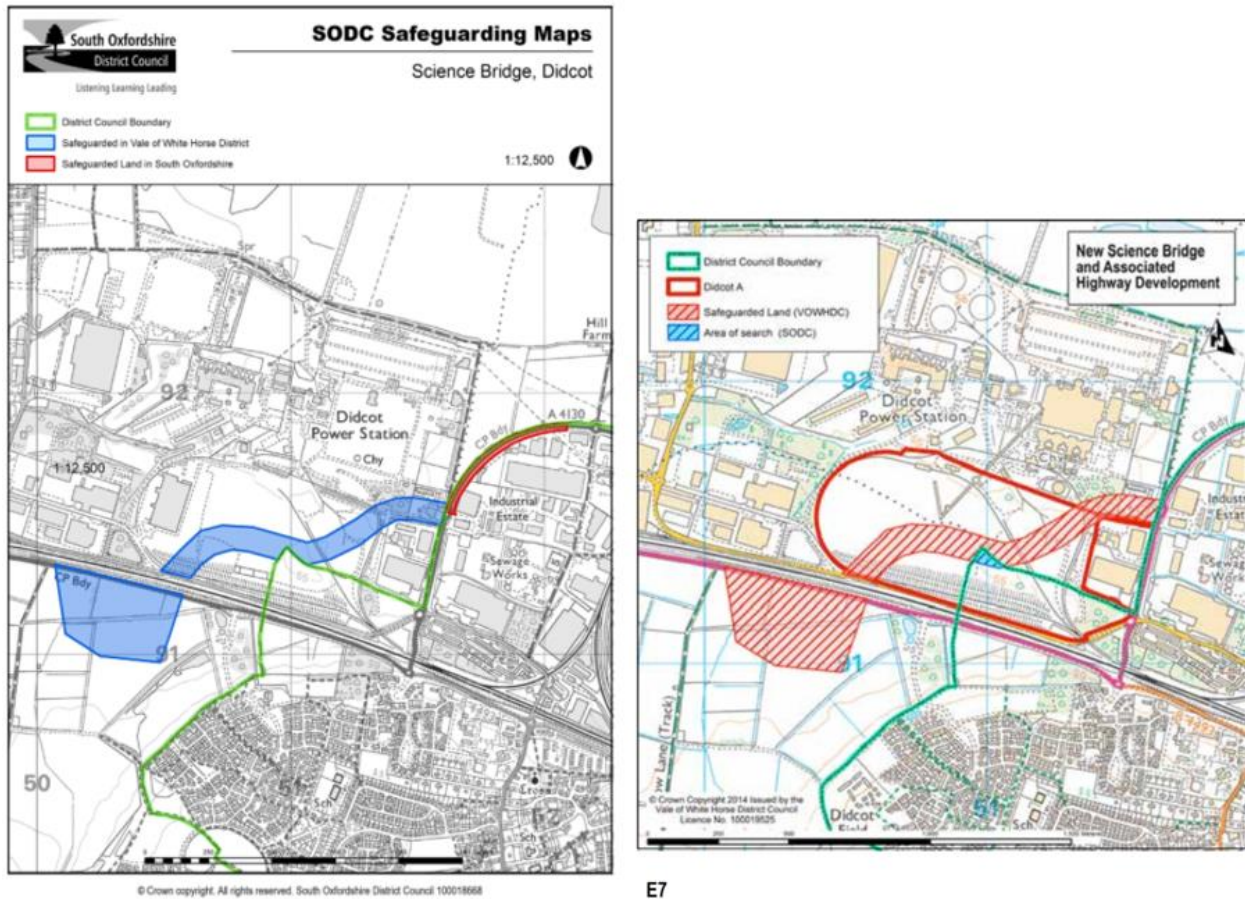 South Oxfordshire
District Council
Listening Learning Leading
SODC Safeguarding Maps
Science Bridge, Didcot
District Council Boundary
Safeguarded in Vale of White Horse District
Safeguarded Land in South Oxfordshire
1:12,500
Spr
Hill
Farm
92
Didcot
Power Station
Chy
A 4130
CP Bdy
1:12,500
Industrial
Estate
Sewage
Works
CP Bdy
91
50
51
Sch
Sch
© Crown copyright. All rights reserved. South Oxfordshire District Council 100018668
District Council Boundary
Didcot A
Safeguarded Land (VOWHDC)
Area of search (SODC)
New Science Bridge
and Associated
Highway Development
N
92
Didcot
Power Station
CP Bdy
Sewage
Works
91
(Track)
51
Sch
Didcot
© Crown Copyright 2014 Issued by the
Vale of White Horse District Council
Licence No. 100019525
E7